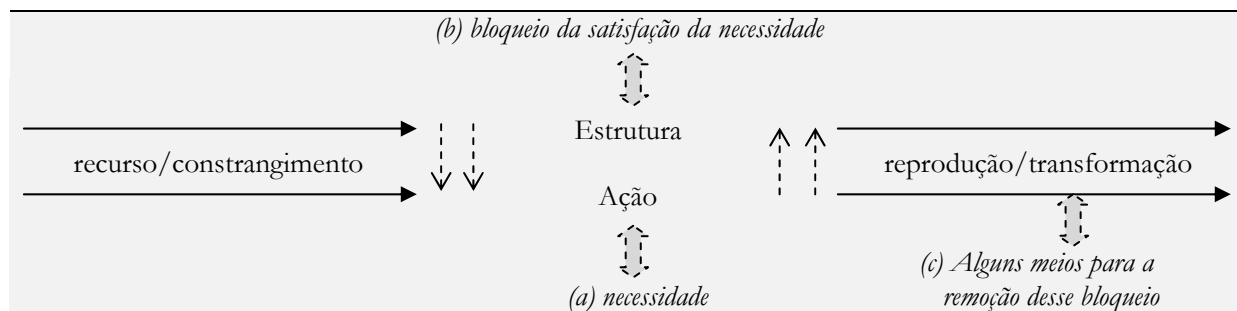 (b) bloqueio da satisfação da necessidade
Estrutura
recurso/constrangimento
reprodução/transformação
Ação
(a) necessidade
(c) Alguns meios para a
remoção desse bloqueio